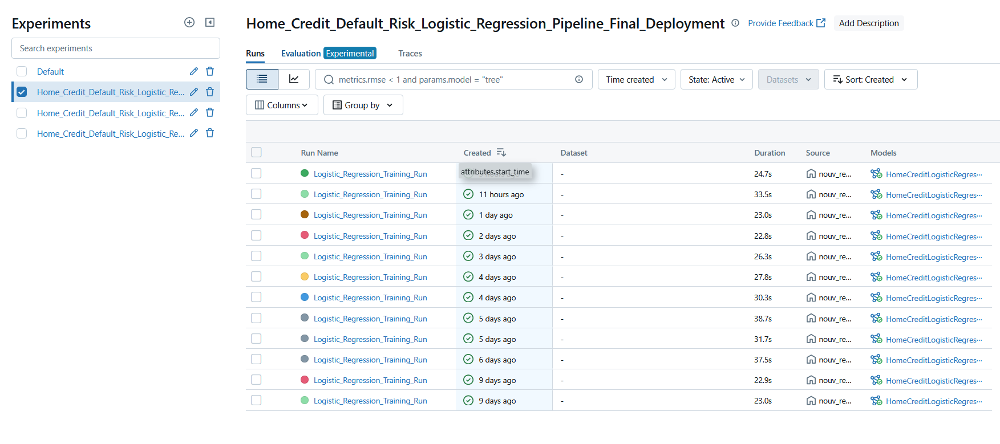 Experiments
Search experiments
Default
Home_Credit_Default_Risk_Logistic_Re...
Home_Credit_Default_Risk_Logistic_Re...
Home_Credit_Default_Risk_Logistic_Re...
Home_Credit_Default_Risk_Logistic_Regression_Pipeline_Final_Deployment Provide Feedback Add Description
Runs Evaluation Experimental Traces
metrics.rmse < 1 and params.model = "tree" Time created State: Active Datasets Sort: Created
Columns Group by
Run Name Created Dataset Duration Source Models
attributes.start_time
Logistic_Regression_Training_Run - 24.7s nouv_re... HomeCreditLogisticRegres...
Logistic_Regression_Training_Run 11 hours ago - 33.5s nouv_re... HomeCreditLogisticRegres...
Logistic_Regression_Training_Run 1 day ago - 23.0s nouv_re... HomeCreditLogisticRegres...
Logistic_Regression_Training_Run 2 days ago - 22.8s nouv_re... HomeCreditLogisticRegres...
Logistic_Regression_Training_Run 3 days ago - 26.3s nouv_re... HomeCreditLogisticRegres...
Logistic_Regression_Training_Run 4 days ago - 27.8s nouv_re... HomeCreditLogisticRegres...
Logistic_Regression_Training_Run 4 days ago - 30.3s nouv_re... HomeCreditLogisticRegres...
Logistic_Regression_Training_Run 5 days ago - 38.7s nouv_re... HomeCreditLogisticRegres...
Logistic_Regression_Training_Run 5 days ago - 31.7s nouv_re... HomeCreditLogisticRegres...
Logistic_Regression_Training_Run 6 days ago - 37.5s nouv_re... HomeCreditLogisticRegres...
Logistic_Regression_Training_Run 9 days ago - 22.9s nouv_re... HomeCreditLogisticRegres...
Logistic_Regression_Training_Run 9 days ago - 23.0s nouv_re... HomeCreditLogisticRegres...